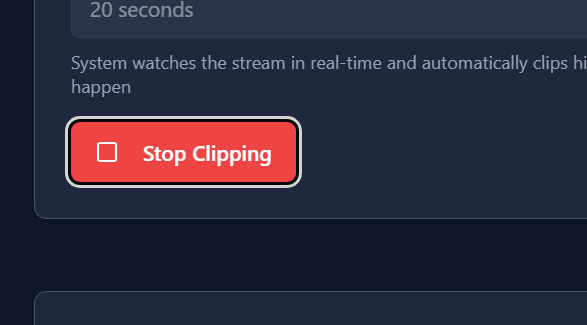 20 seconds
System watches the stream in real-time and automatically clips hi
happen
Stop Clipping